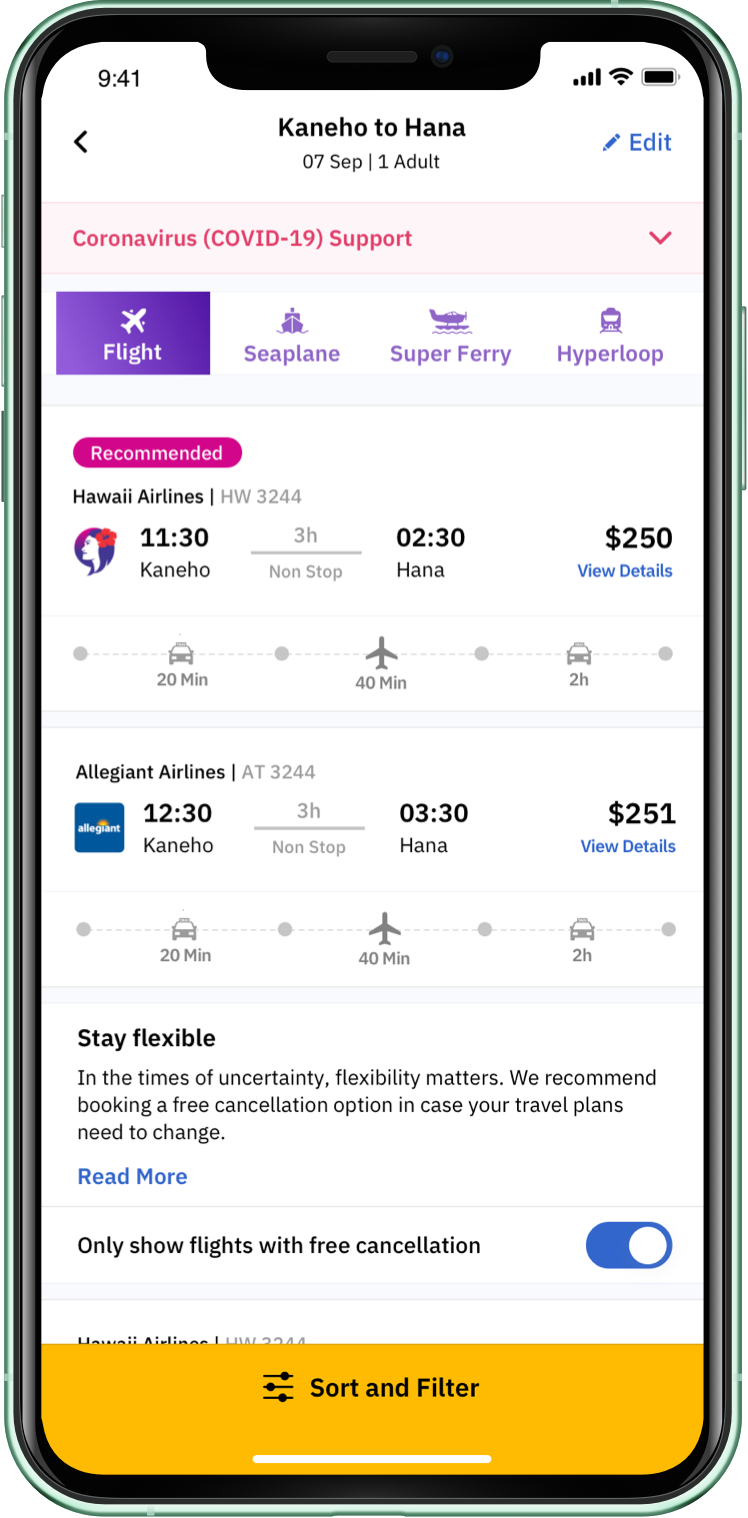 9:41
Kaneho to Hana
07 Sep | 1 Adult
Edit
Coronavirus (COVID-19) Support
Flight
Seaplane
Super Ferry
Hyperloop
Recommended
Hawaii Airlines | HW 3244
11:30 3h 02:30 $250
Kaneho Non Stop Hana View Details
20 Min 40 Min 2h
Allegiant Airlines | AT 3244
allegiant
12:30 3h 03:30 $251
Kaneho Non Stop Hana View Details
20 Min 40 Min 2h
Stay flexible
In the times of uncertainty, flexibility matters. We recommend
booking a free cancellation option in case your travel plans
need to change.
Read More
Only show flights with free cancellation
Hawaii Airlines | HW 3244
Sort and Filter